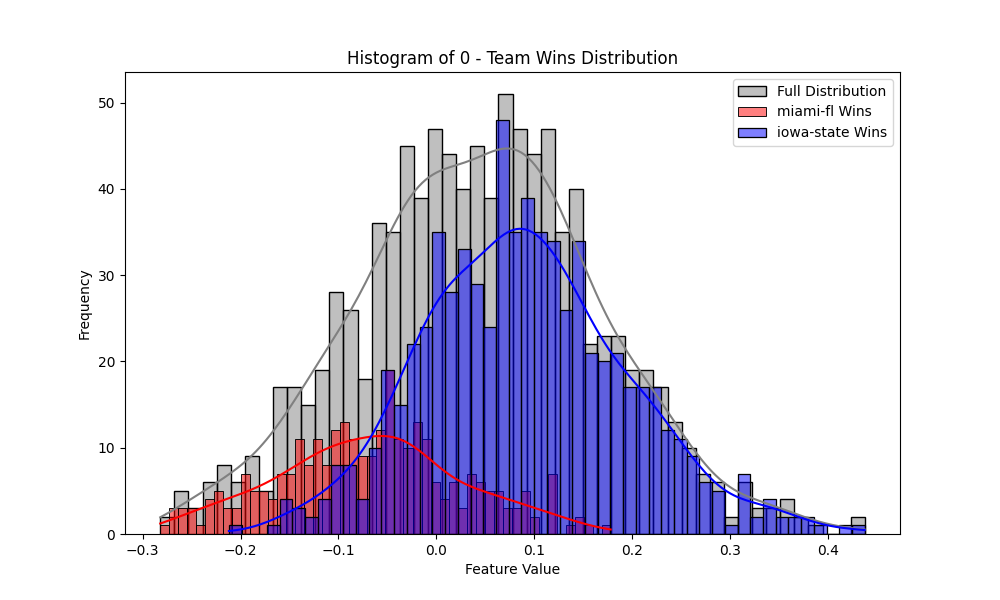 Histogram of 0 - Team Wins Distribution
Full Distribution
miami-fl Wins
iowa-state Wins
Frequency
50
40
30
20
10
0
−0.3 −0.2 −0.1 0.0 0.1 0.2 0.3 0.4
Feature Value